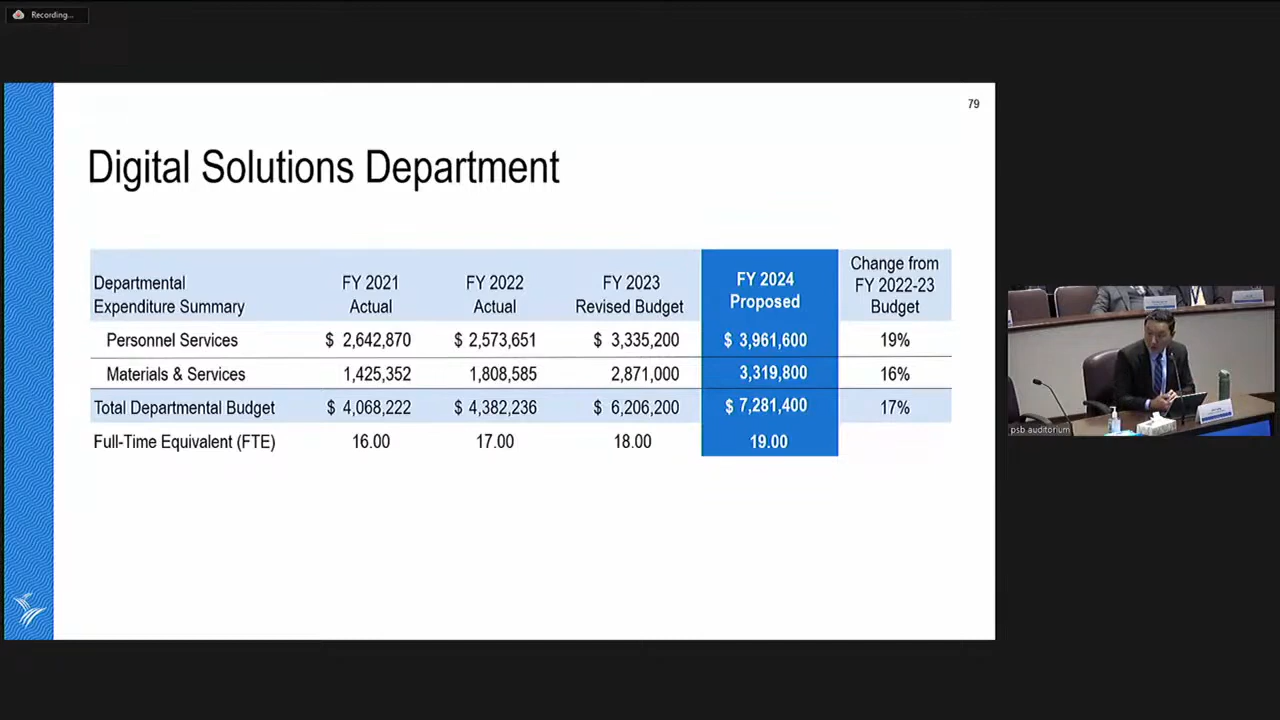 Recording...
79
Digital Solutions Department
Departmental Expenditure Summary FY 2021 Actual FY 2022 Actual FY 2023 Revised Budget FY 2024 Proposed Change from FY 2022-23 Budget
Personnel Services $ 2,642,870 $ 2,573,651 $ 3,335,200 $ 3,961,600 19%
Materials & Services 1,425,352 1,808,585 2,871,000 3,319,800 16%
Total Departmental Budget $ 4,068,222 $ 4,382,236 $ 6,206,200 $ 7,281,400 17%
Full-Time Equivalent (FTE) 16.00 17.00 18.00 19.00
psb auditorium